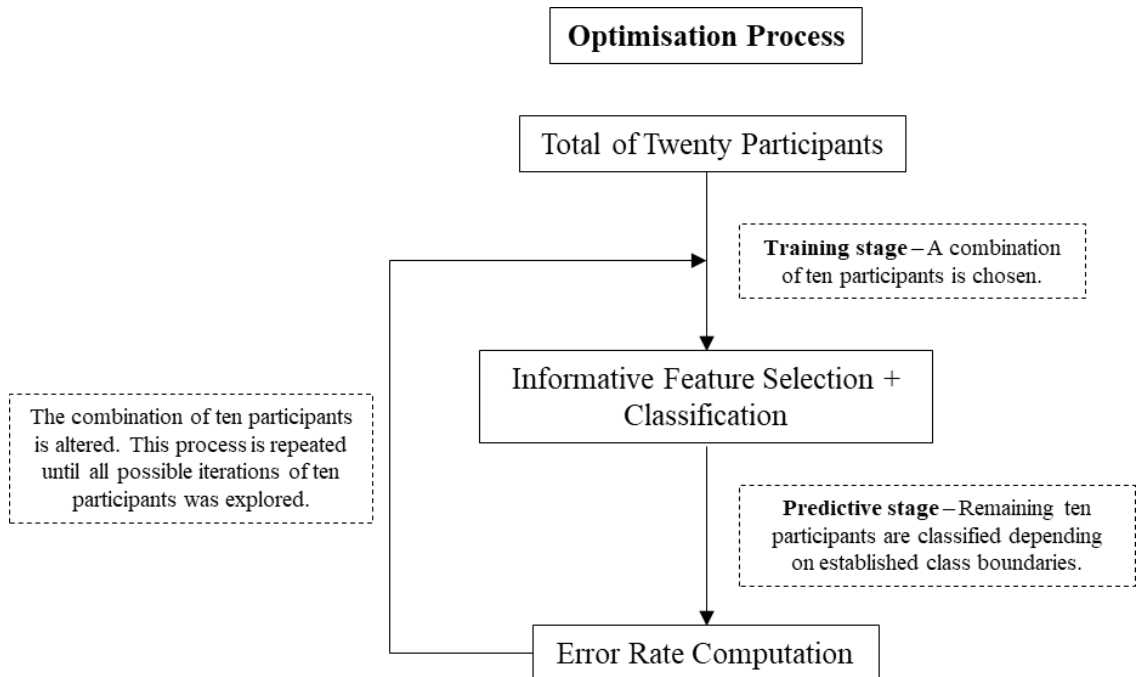 Optimisation Process
Total of Twenty Participants
Training stage – A combination
of ten participants is chosen.
Informative Feature Selection +
Classification
The combination of ten participants
is altered. This process is repeated
until all possible iterations of ten
participants was explored.
Predictive stage – Remaining ten
participants are classified depending
on established class boundaries.
Error Rate Computation